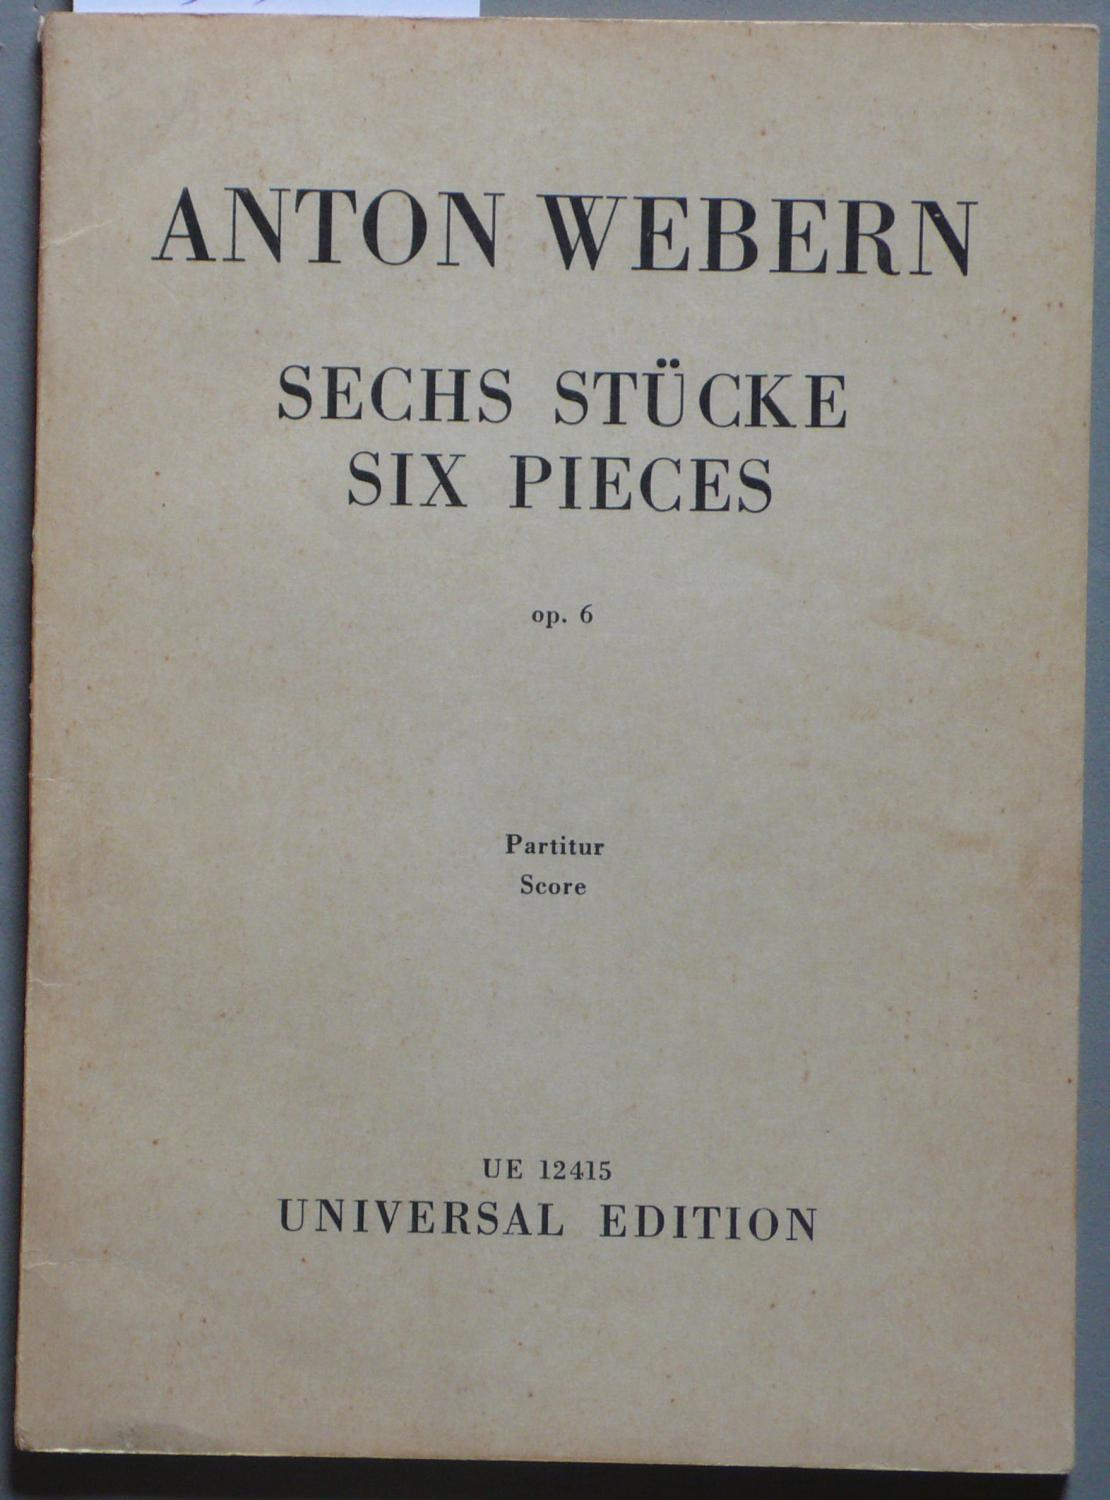 ANTON WEBERN
SECHS STÜCKE
SIX PIECES
op. 6
Partitur
Score
UE 12415
UNIVERSAL EDITION